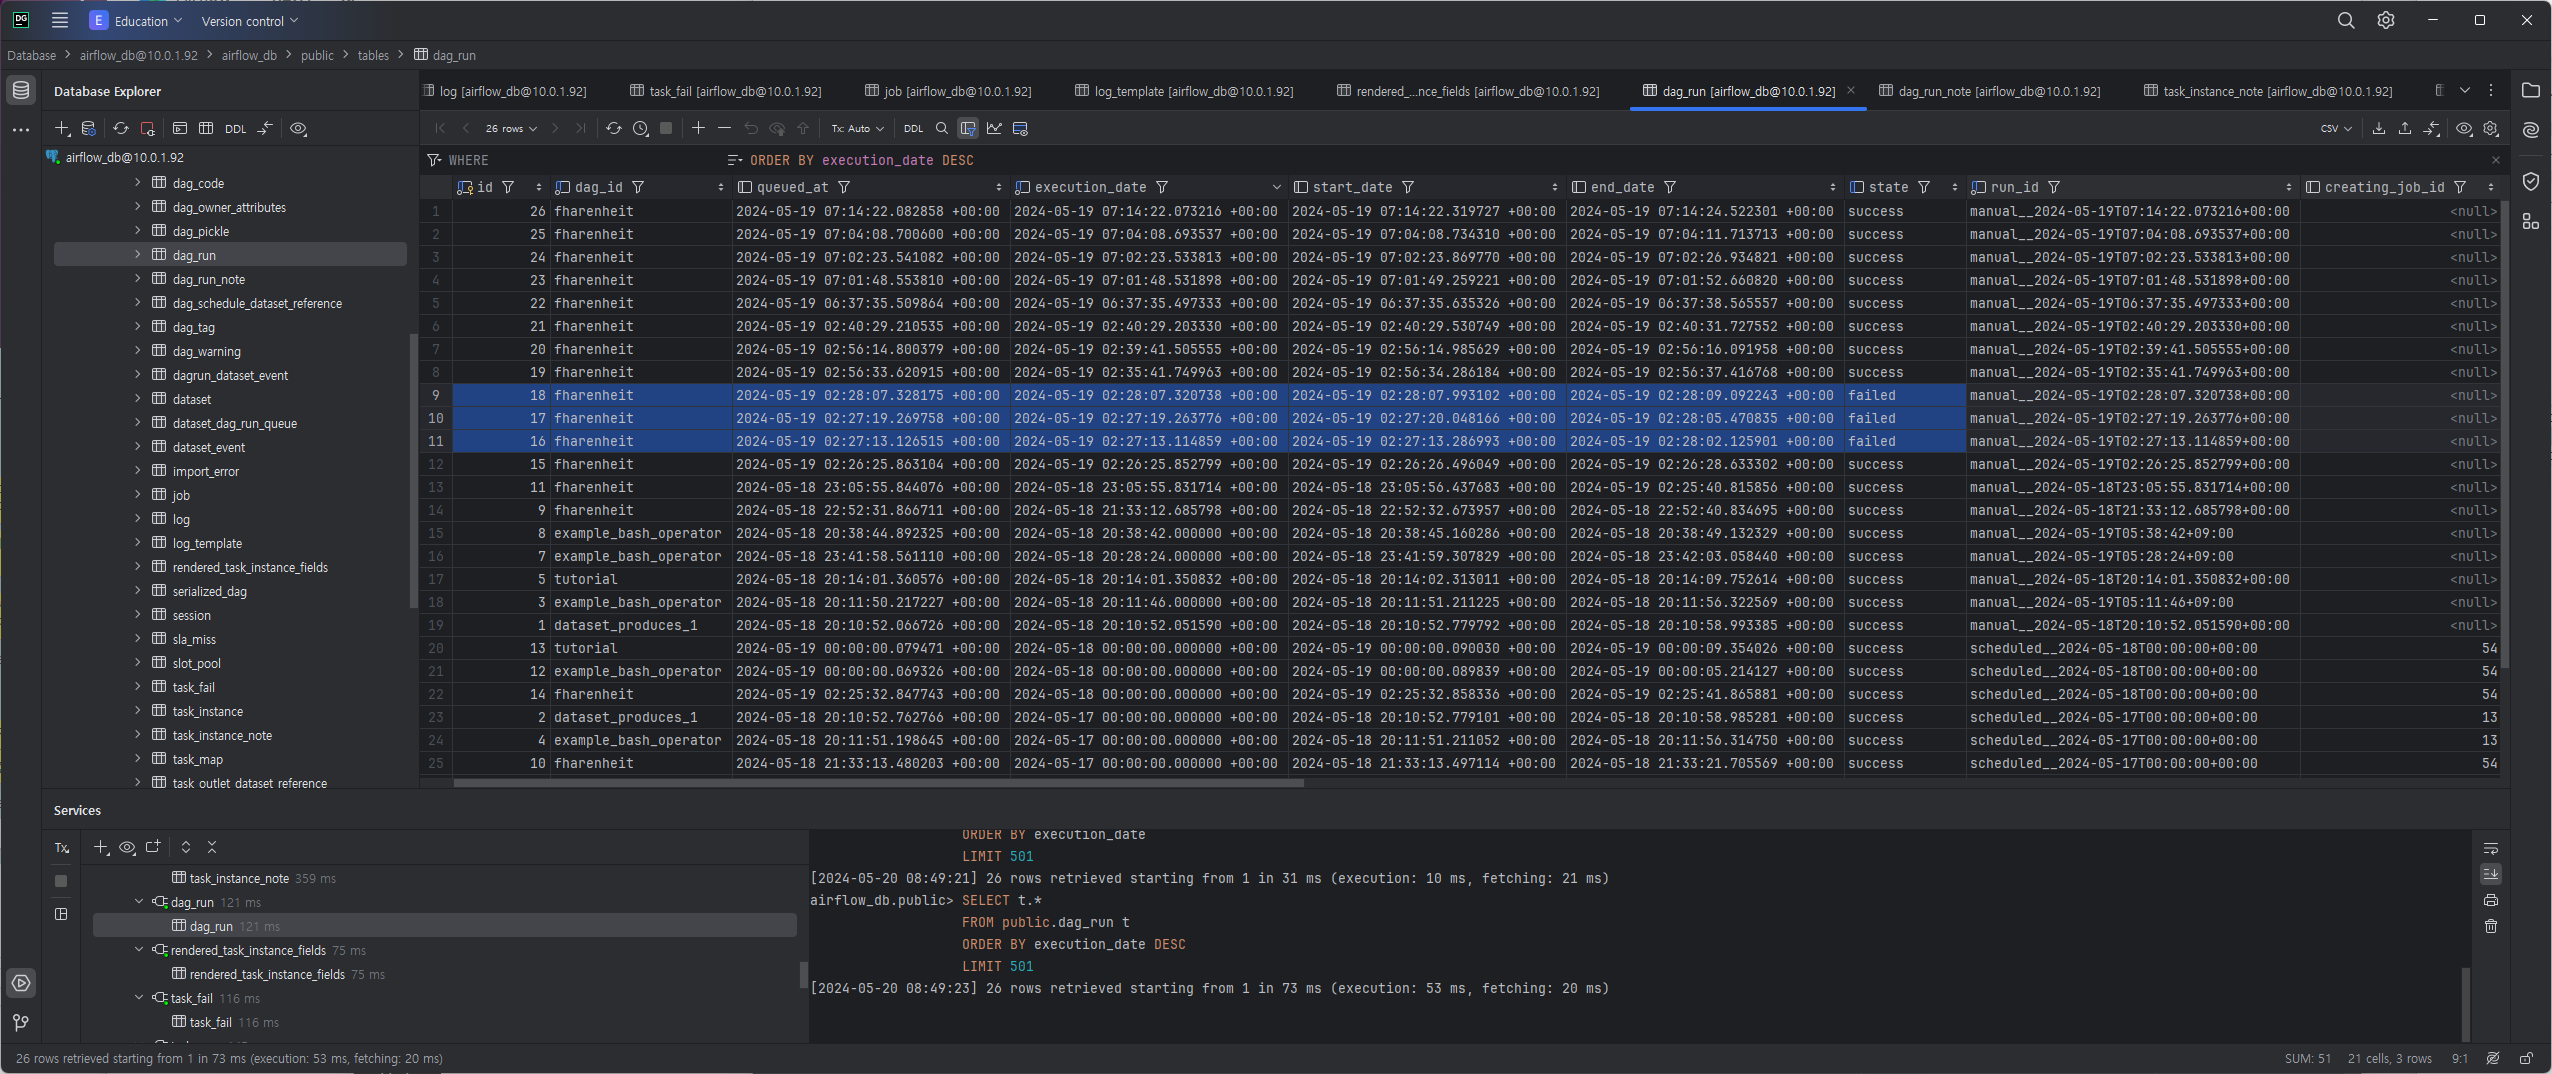 DG E Education Version control
Database airflow_db@10.0.1.92 airflow_db public tables dag_run
Database Explorer
log [airflow_db@10.0.1.92] task_fail [airflow_db@10.0.1.92] job [airflow_db@10.0.1.92] log_template [airflow_db@10.0.1.92] rendered_...nce_fields [airflow_db@10.0.1.92] dag_run [airflow_db@10.0.1.92] dag_run_note [airflow_db@10.0.1.92] task_instance_note [airflow_db@10.0.1.92]
DDL
26 rows Tx: Auto DDL CSV
airflow_db@10.0.1.92
dag_code
dag_owner_attributes
dag_pickle
dag_run
dag_run_note
dag_schedule_dataset_reference
dag_tag
dag_warning
dagrun_dataset_event
dataset
dataset_dag_run_queue
dataset_event
import_error
job
log
log_template
rendered_task_instance_fields
serialized_dag
session
sla_miss
slot_pool
task_fail
task_instance
task_instance_note
task_map
task_outlet_dataset_reference
WHERE ORDER BY execution_date DESC
id dag_id queued_at execution_date start_date end_date state run_id creating_job_id
1 26 fharenheit 2024-05-19 07:14:22.082858 +00:00 2024-05-19 07:14:22.073216 +00:00 2024-05-19 07:14:22.319727 +00:00 2024-05-19 07:14:24.522301 +00:00 success manual__2024-05-19T07:14:22.073216+00:00 <null>
2 25 fharenheit 2024-05-19 07:04:08.700600 +00:00 2024-05-19 07:04:08.693537 +00:00 2024-05-19 07:04:08.734310 +00:00 2024-05-19 07:04:11.713713 +00:00 success manual__2024-05-19T07:04:08.693537+00:00 <null>
3 24 fharenheit 2024-05-19 07:02:23.541082 +00:00 2024-05-19 07:02:23.533813 +00:00 2024-05-19 07:02:23.869770 +00:00 2024-05-19 07:02:26.934821 +00:00 success manual__2024-05-19T07:02:23.533813+00:00 <null>
4 23 fharenheit 2024-05-19 07:01:48.553810 +00:00 2024-05-19 07:01:48.531898 +00:00 2024-05-19 07:01:49.259221 +00:00 2024-05-19 07:01:52.660820 +00:00 success manual__2024-05-19T07:01:48.531898+00:00 <null>
5 22 fharenheit 2024-05-19 06:37:35.509864 +00:00 2024-05-19 06:37:35.497333 +00:00 2024-05-19 06:37:35.635326 +00:00 2024-05-19 06:37:38.565557 +00:00 success manual__2024-05-19T06:37:35.497333+00:00 <null>
6 21 fharenheit 2024-05-19 02:40:29.210535 +00:00 2024-05-19 02:40:29.203330 +00:00 2024-05-19 02:40:29.530749 +00:00 2024-05-19 02:40:31.727552 +00:00 success manual__2024-05-19T02:40:29.203330+00:00 <null>
7 20 fharenheit 2024-05-19 02:56:14.800379 +00:00 2024-05-19 02:39:41.505555 +00:00 2024-05-19 02:56:14.985629 +00:00 2024-05-19 02:56:16.091958 +00:00 success manual__2024-05-19T02:39:41.505555+00:00 <null>
8 19 fharenheit 2024-05-19 02:56:33.620915 +00:00 2024-05-19 02:35:41.749963 +00:00 2024-05-19 02:56:34.286184 +00:00 2024-05-19 02:56:37.416768 +00:00 success manual__2024-05-19T02:35:41.749963+00:00 <null>
9 18 fharenheit 2024-05-19 02:28:07.328175 +00:00 2024-05-19 02:28:07.320738 +00:00 2024-05-19 02:28:07.993102 +00:00 2024-05-19 02:28:09.092243 +00:00 failed manual__2024-05-19T02:28:07.320738+00:00 <null>
10 17 fharenheit 2024-05-19 02:27:19.269758 +00:00 2024-05-19 02:27:19.263776 +00:00 2024-05-19 02:27:20.048166 +00:00 2024-05-19 02:28:05.470835 +00:00 failed manual__2024-05-19T02:27:19.263776+00:00 <null>
11 16 fharenheit 2024-05-19 02:27:13.126515 +00:00 2024-05-19 02:27:13.114859 +00:00 2024-05-19 02:27:13.286993 +00:00 2024-05-19 02:28:02.125901 +00:00 failed manual__2024-05-19T02:27:13.114859+00:00 <null>
12 15 fharenheit 2024-05-19 02:26:25.863104 +00:00 2024-05-19 02:26:25.852799 +00:00 2024-05-19 02:26:26.496049 +00:00 2024-05-19 02:26:28.633302 +00:00 success manual__2024-05-19T02:26:25.852799+00:00 <null>
13 11 fharenheit 2024-05-18 23:05:55.844076 +00:00 2024-05-18 23:05:55.831714 +00:00 2024-05-18 23:05:56.437683 +00:00 2024-05-19 02:25:40.815856 +00:00 success manual__2024-05-18T23:05:55.831714+00:00 <null>
14 9 fharenheit 2024-05-18 22:52:31.866711 +00:00 2024-05-18 21:33:12.685798 +00:00 2024-05-18 22:52:32.673957 +00:00 2024-05-18 22:52:40.834695 +00:00 success manual__2024-05-18T21:33:12.685798+00:00 <null>
15 8 example_bash_operator 2024-05-18 20:38:44.892325 +00:00 2024-05-18 20:38:42.000000 +00:00 2024-05-18 20:38:45.160286 +00:00 2024-05-18 20:38:49.132329 +00:00 success manual__2024-05-19T05:38:42+09:00 <null>
16 7 example_bash_operator 2024-05-18 23:41:58.561110 +00:00 2024-05-18 20:28:24.000000 +00:00 2024-05-18 23:41:59.307829 +00:00 2024-05-18 23:42:03.058440 +00:00 success manual__2024-05-19T05:28:24+09:00 <null>
17 5 tutorial 2024-05-18 20:14:01.360576 +00:00 2024-05-18 20:14:01.350832 +00:00 2024-05-18 20:14:02.313011 +00:00 2024-05-18 20:14:09.752614 +00:00 success manual__2024-05-18T20:14:01.350832+00:00 <null>
18 3 example_bash_operator 2024-05-18 20:11:50.217227 +00:00 2024-05-18 20:11:46.000000 +00:00 2024-05-18 20:11:51.211225 +00:00 2024-05-18 20:11:56.322569 +00:00 success manual__2024-05-19T05:11:46+09:00 <null>
19 1 dataset_produces_1 2024-05-18 20:10:52.066726 +00:00 2024-05-18 20:10:52.051590 +00:00 2024-05-18 20:10:52.779792 +00:00 2024-05-18 20:10:58.993385 +00:00 success manual__2024-05-18T20:10:52.051590+00:00 <null>
20 13 tutorial 2024-05-19 00:00:00.079471 +00:00 2024-05-18 00:00:00.000000 +00:00 2024-05-19 00:00:00.090030 +00:00 2024-05-19 00:00:09.354026 +00:00 success scheduled__2024-05-18T00:00:00+00:00 54
21 12 example_bash_operator 2024-05-19 00:00:00.069326 +00:00 2024-05-18 00:00:00.000000 +00:00 2024-05-19 00:00:00.089839 +00:00 2024-05-19 00:00:05.214127 +00:00 success scheduled__2024-05-18T00:00:00+00:00 54
22 14 fharenheit 2024-05-19 02:25:32.847743 +00:00 2024-05-18 00:00:00.000000 +00:00 2024-05-19 02:25:32.858336 +00:00 2024-05-19 02:25:41.865881 +00:00 success scheduled__2024-05-18T00:00:00+00:00 54
23 2 dataset_produces_1 2024-05-18 20:10:52.762766 +00:00 2024-05-17 00:00:00.000000 +00:00 2024-05-18 20:10:52.779101 +00:00 2024-05-18 20:10:58.985281 +00:00 success scheduled__2024-05-17T00:00:00+00:00 13
24 4 example_bash_operator 2024-05-18 20:11:51.198645 +00:00 2024-05-17 00:00:00.000000 +00:00 2024-05-18 20:11:51.211052 +00:00 2024-05-18 20:11:56.314750 +00:00 success scheduled__2024-05-17T00:00:00+00:00 13
25 10 fharenheit 2024-05-18 21:33:13.480203 +00:00 2024-05-17 00:00:00.000000 +00:00 2024-05-18 21:33:13.497114 +00:00 2024-05-18 21:33:21.705569 +00:00 success scheduled__2024-05-17T00:00:00+00:00 54
Services
Tx
task_instance_note 359 ms
dag_run 121 ms
dag_run 121 ms
rendered_task_instance_fields 75 ms
rendered_task_instance_fields 75 ms
task_fail 116 ms
task_fail 116 ms
ORDER BY execution_date
LIMIT 501
[2024-05-20 08:49:21] 26 rows retrieved starting from 1 in 31 ms (execution: 10 ms, fetching: 21 ms)
airflow_db.public> SELECT t.*
FROM public.dag_run t
ORDER BY execution_date DESC
LIMIT 501
[2024-05-20 08:49:23] 26 rows retrieved starting from 1 in 73 ms (execution: 53 ms, fetching: 20 ms)
26 rows retrieved starting from 1 in 73 ms (execution: 53 ms, fetching: 20 ms) SUM: 51 21 cells, 3 rows 9:1